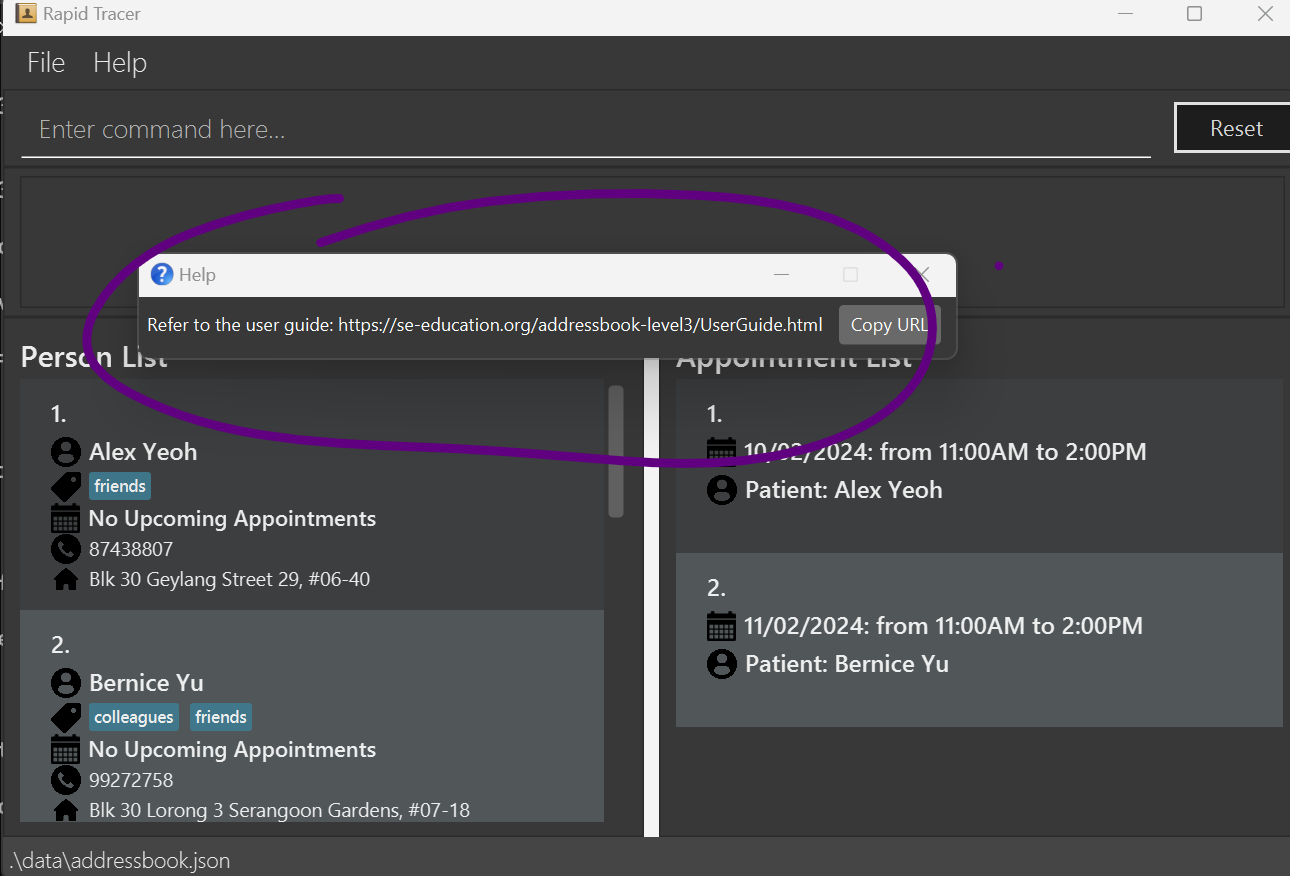 Rapid Tracer
File Help
Enter command here...
Reset
Help
Refer to the user guide: https://se-education.org/addressbook-level3/UserGuide.html
Copy URL
Person List
1.
Alex Yeoh
friends
No Upcoming Appointments
87438807
Blk 30 Geylang Street 29, #06-40
2.
Bernice Yu
colleagues friends
No Upcoming Appointments
99272758
Blk 30 Lorong 3 Serangoon Gardens, #07-18
Appointment List
1.
10/02/2024: from 11:00AM to 2:00PM
Patient: Alex Yeoh
2.
11/02/2024: from 11:00AM to 2:00PM
Patient: Bernice Yu
.\data\addressbook.json